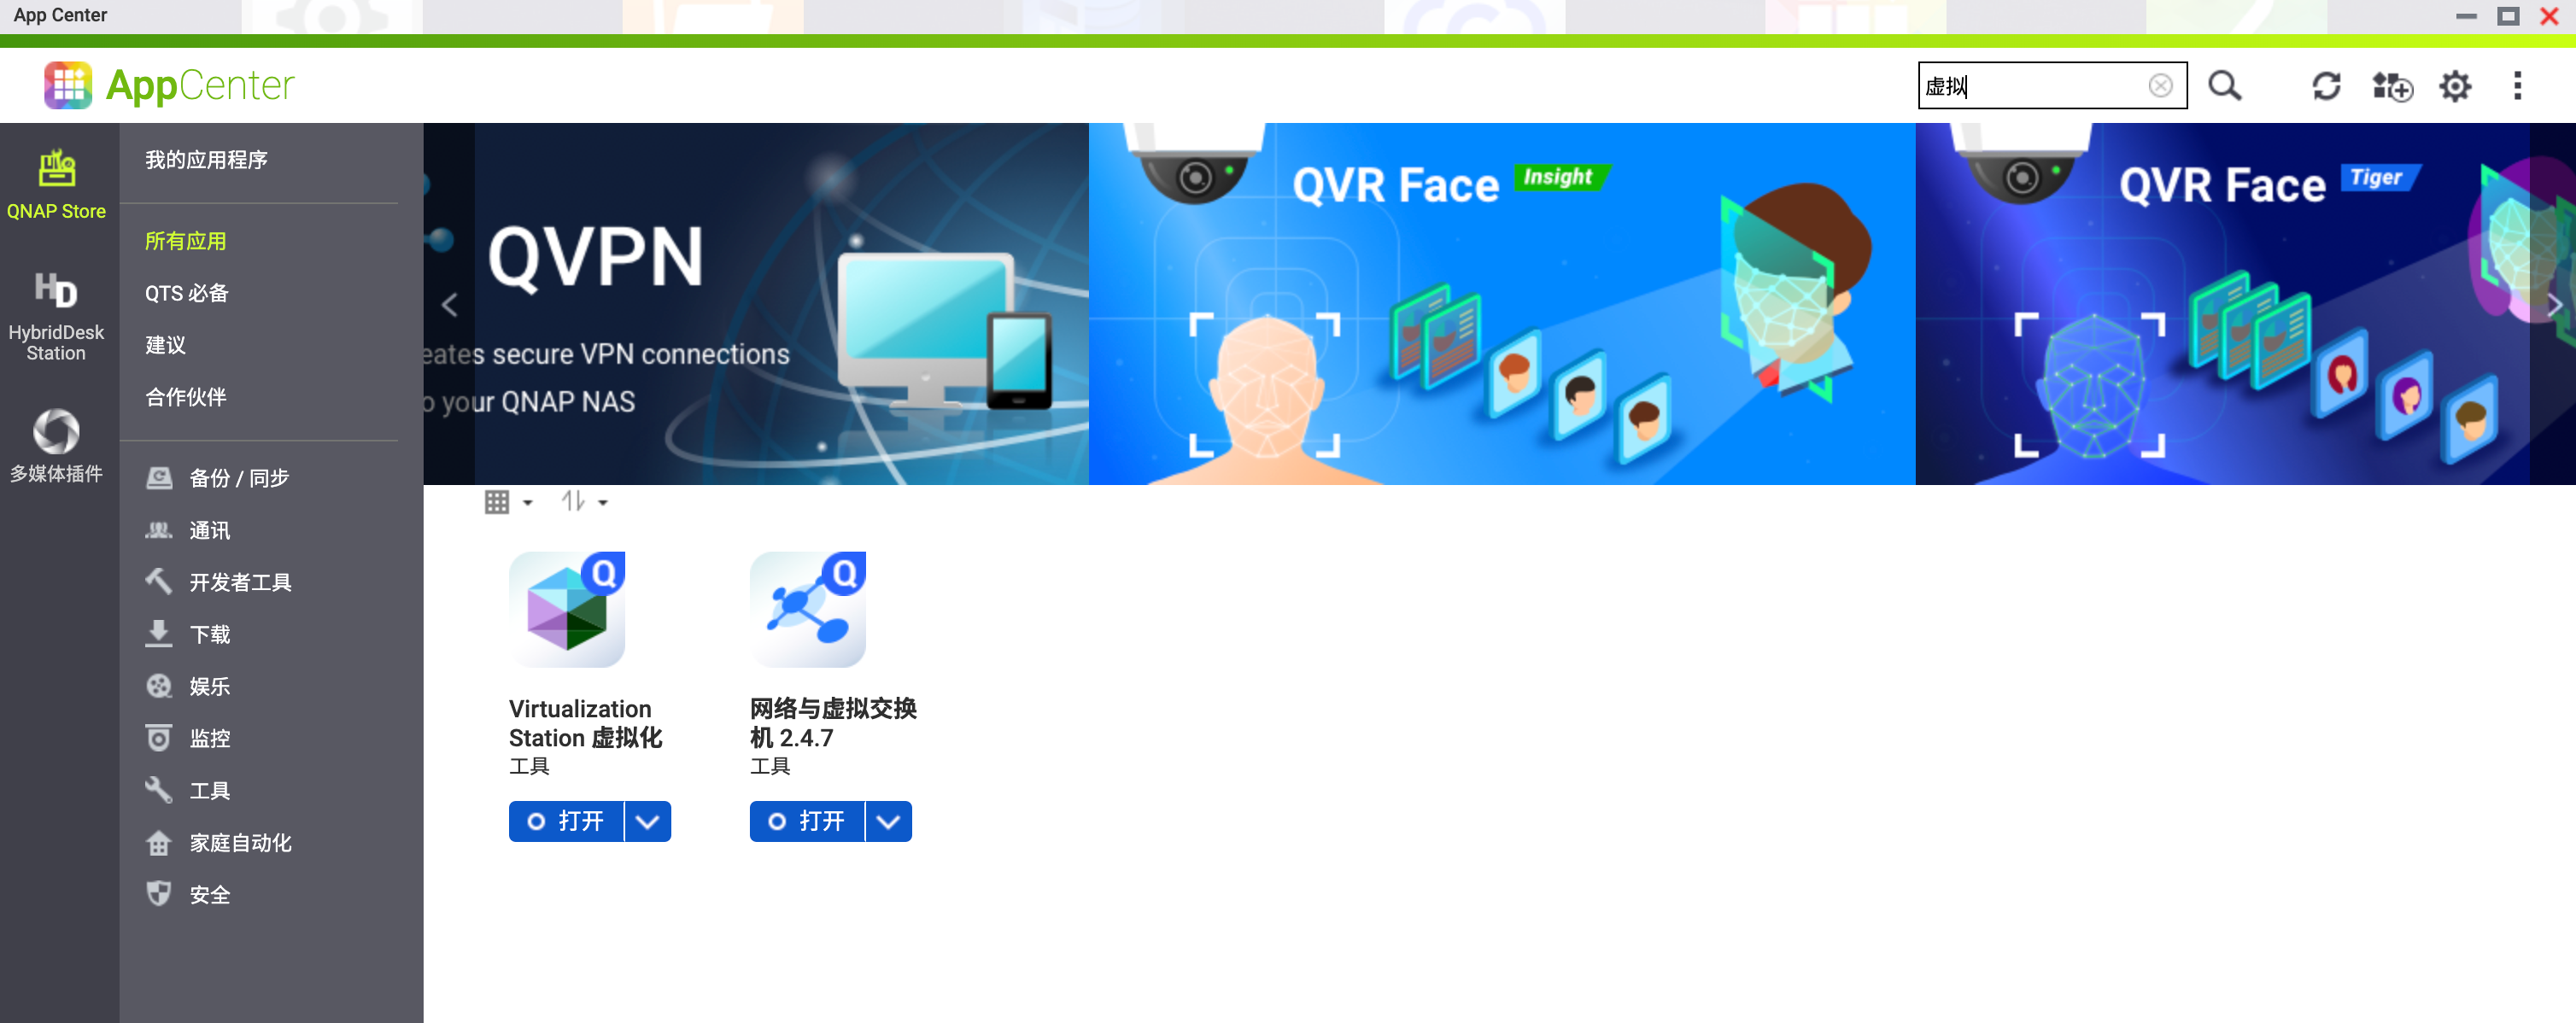 App Center
AppCenter
虚拟
QNAP Store
HybridDesk
Station
多媒体插件
我的应用程序
所有应用
QTS 必备
建议
合作伙伴
备份 / 同步
通讯
开发者工具
下载
娱乐
监控
工具
家庭自动化
安全
QVPN
eates secure VPN connections
o your QNAP NAS
QVR Face Insight
QVR Face Tiger
Virtualization
Station 虚拟化
工具
打开
网络与虚拟交换
机 2.4.7
工具
打开